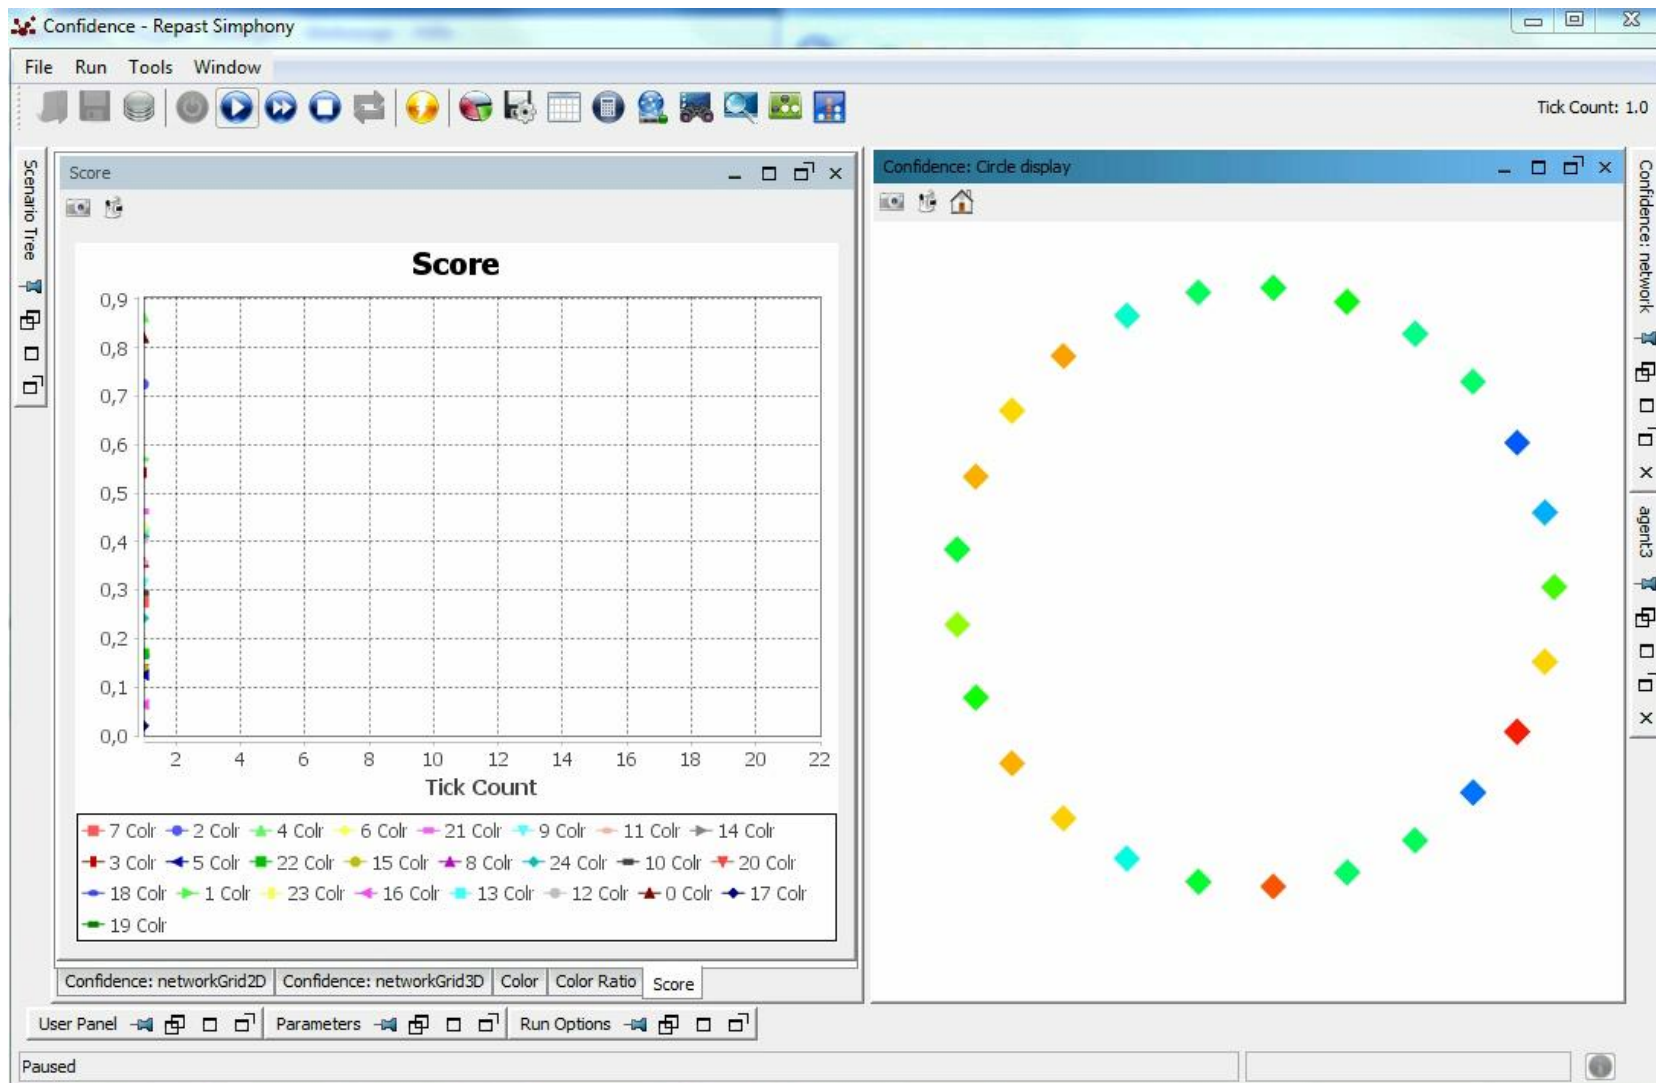 Confidence - Repast Simphony
File Run Tools Window
Tick Count: 1.0
Scenario Tree
Score
Score
0,9
0,8
0,7
0,6
0,5
0,4
0,3
0,2
0,1
0,0
2 4 6 8 10 12 14 16 18 20 22
Tick Count
7 Colr 2 Colr 4 Colr 6 Colr 21 Colr 9 Colr 11 Colr 14 Colr
3 Colr 5 Colr 22 Colr 15 Colr 8 Colr 24 Colr 10 Colr 20 Colr
18 Colr 1 Colr 23 Colr 16 Colr 13 Colr 12 Colr 0 Colr 17 Colr
19 Colr
Confidence: networkGrid2D Confidence: networkGrid3D Color Color Ratio Score
Confidence: Circle display
Confidence: network
agent3
User Panel Parameters Run Options
Paused